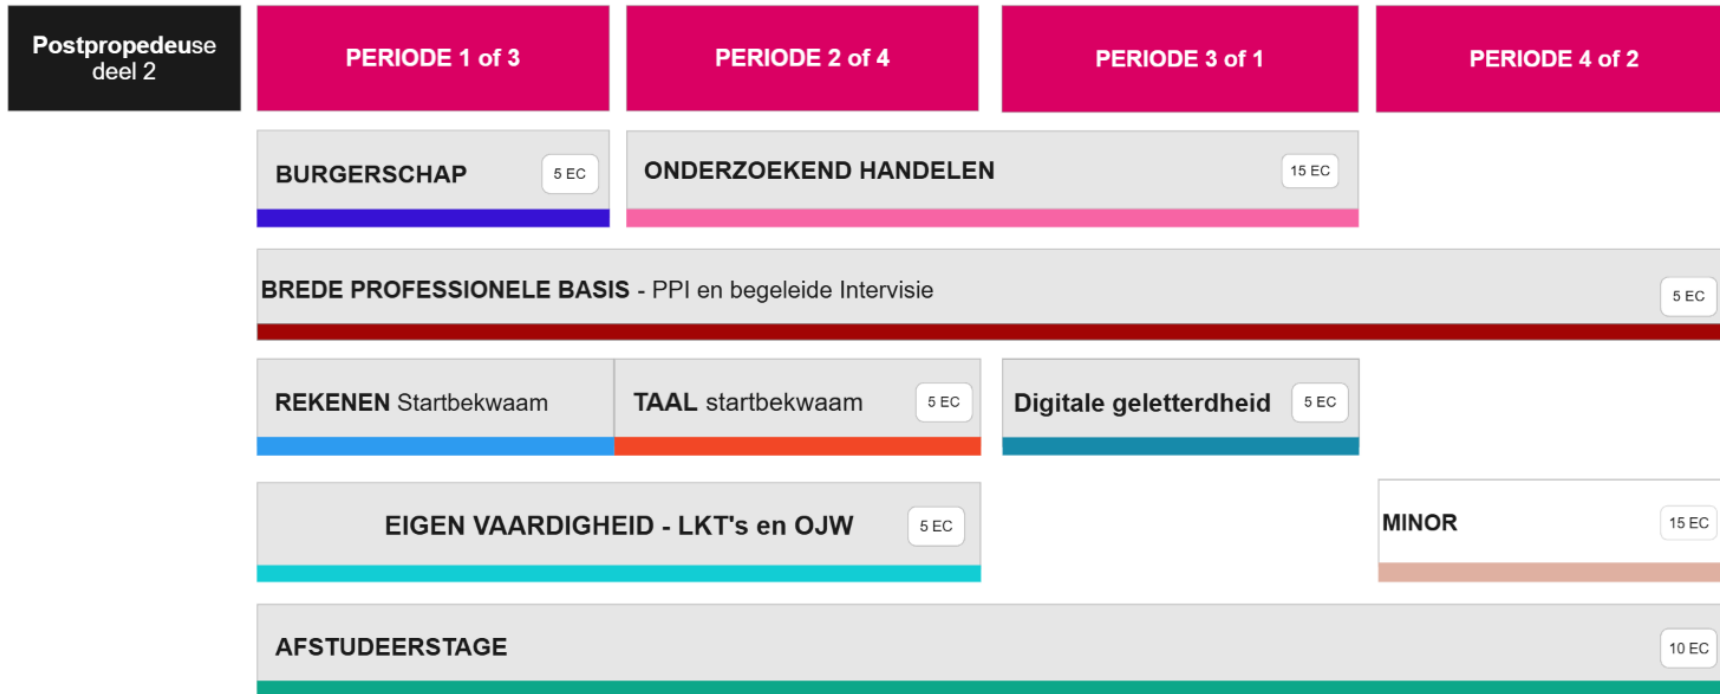 Postpropedeuse
deel 2
PERIODE 1 of 3
PERIODE 2 of 4
PERIODE 3 of 1
PERIODE 4 of 2
BURGERSCHAP
5 EC
ONDERZOEKEND HANDELEN
15 EC
BREDE PROFESSIONELE BASIS - PPI en begeleide Intervisie
5 EC
REKENEN Startbekwaam
TAAL startbekwaam
5 EC
Digitale geletterdheid
5 EC
EIGEN VAARDIGHEID - LKT's en OJW
5 EC
MINOR
15 EC
AFSTUDEERSTAGE
10 EC